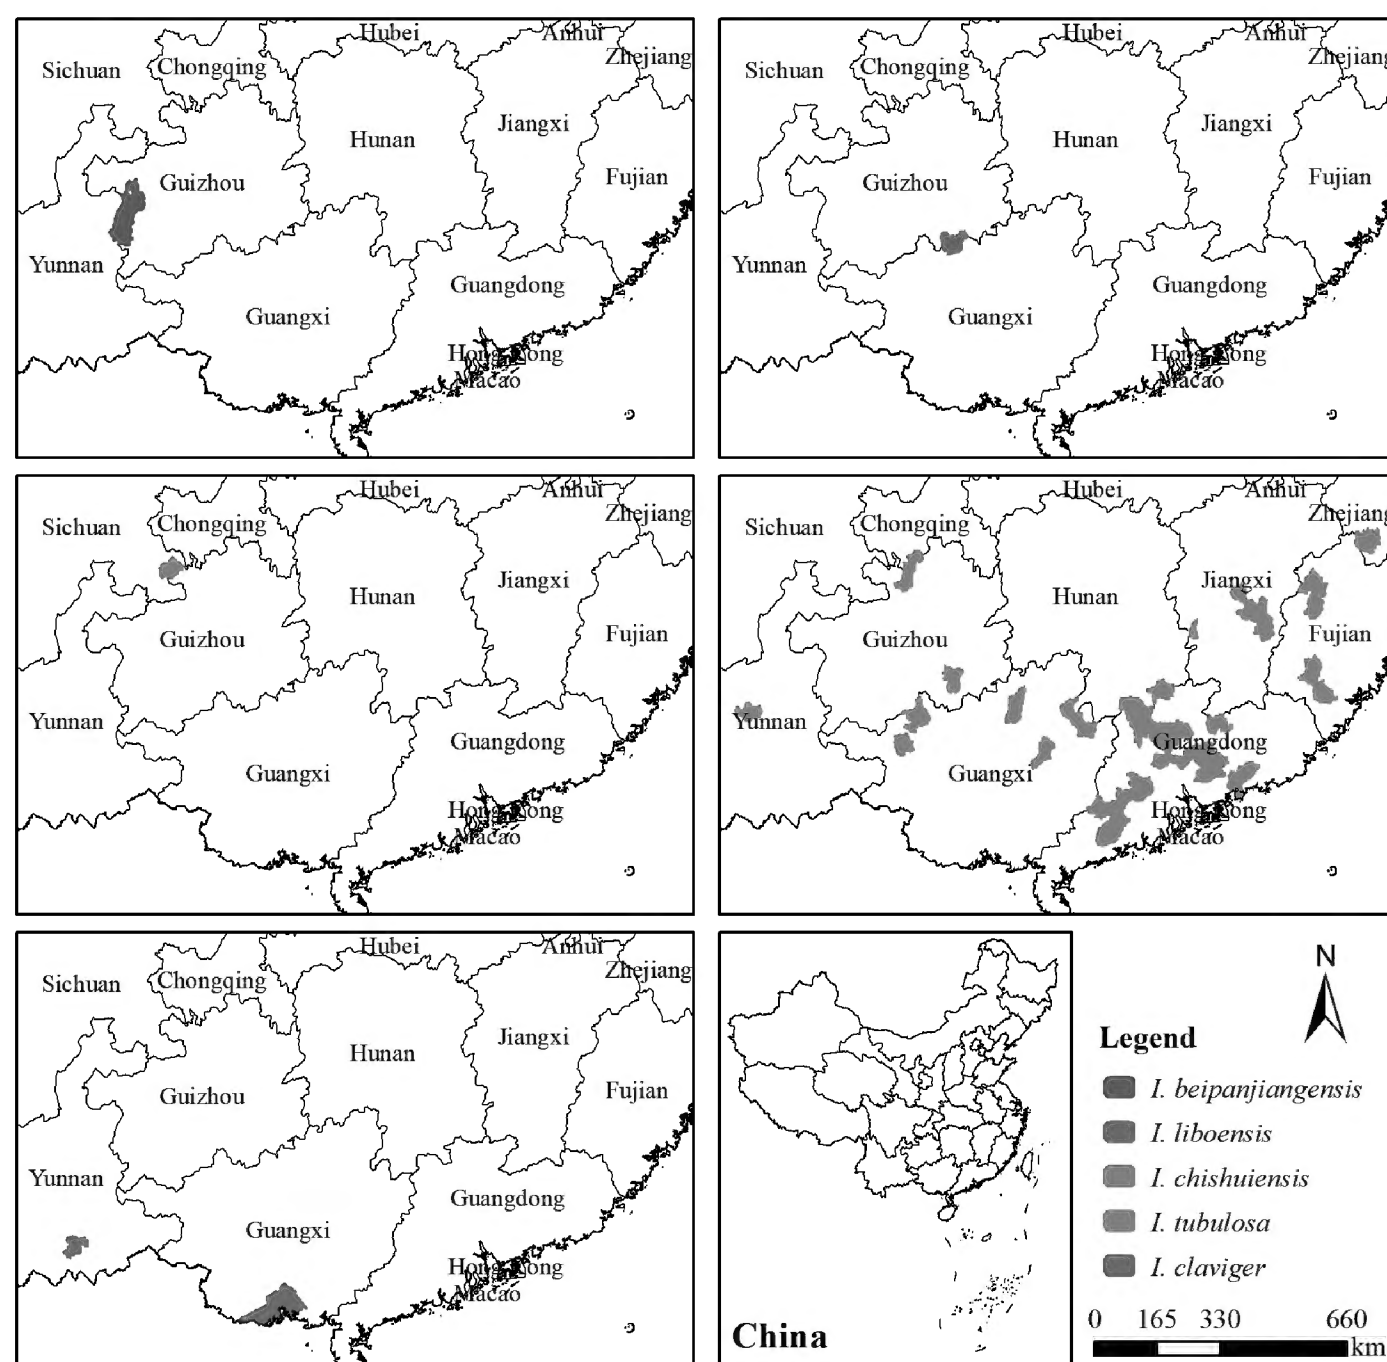 Hubei
Anhui
Zhejiang
Sichuan
Chongqing
Jiangxi
Hunan
Guizhou
Fujian
Yunnan
Guangdong
Guangxi
Hong Kong
Macao
Hubei
Anhui
Zhejiang
Sichuan
Chongqing
Jiangxi
Hunan
Guizhou
Fujian
Yunnan
Guangdong
Guangxi
Hong Kong
Macao
Hubei
Anhui
Zhejiang
Sichuan
Chongqing
Jiangxi
Hunan
Guizhou
Fujian
Yunnan
Guangdong
Guangxi
Hong Kong
Macao
Hubei
Anhui
Zhejiang
Sichuan
Chongqing
Jiangxi
Hunan
Guizhou
Fujian
Yunnan
Guangdong
Guangxi
Hong Kong
Macao
Hubei
Anhui
Zhejiang
Sichuan
Chongqing
Jiangxi
Hunan
Guizhou
Fujian
Yunnan
Guangdong
Guangxi
Hong Kong
Macao
China
N
Legend
I. beipanjiangensis
I. liboensis
I. chishuiensis
I. tubulosa
I. claviger
0 165 330 660
km